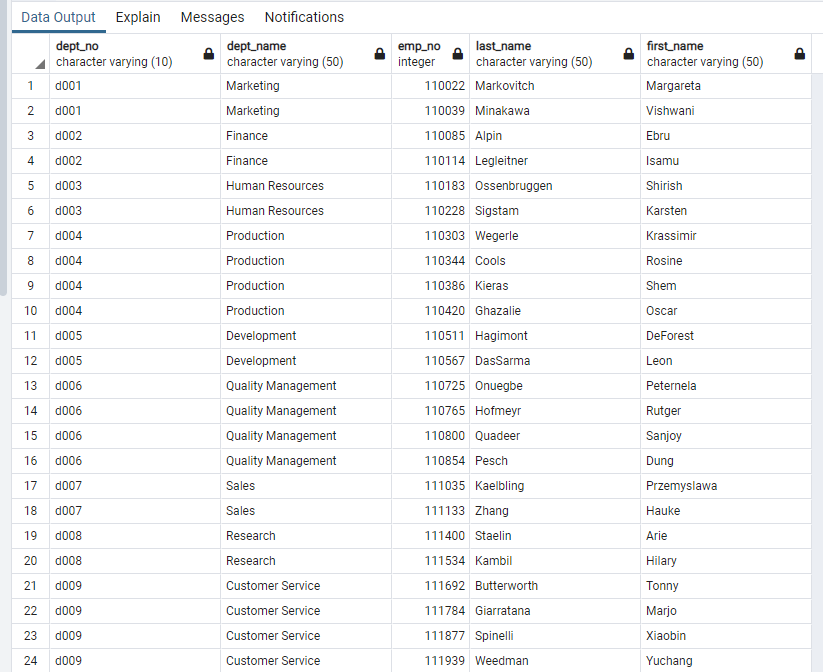 Data Output Explain Messages Notifications
dept_no dept_name emp_no last_name first_name
character varying (10) character varying (50) integer character varying (50) character varying (50)
1 d001 Marketing 110022 Markovitch Margareta
2 d001 Marketing 110039 Minakawa Vishwani
3 d002 Finance 110085 Alpin Ebru
4 d002 Finance 110114 Legleitner Isamu
5 d003 Human Resources 110183 Ossenbruggen Shirish
6 d003 Human Resources 110228 Sigstam Karsten
7 d004 Production 110303 Wegerle Krassimir
8 d004 Production 110344 Cools Rosine
9 d004 Production 110386 Kieras Shem
10 d004 Production 110420 Ghazalie Oscar
11 d005 Development 110511 Hagimont DeForest
12 d005 Development 110567 DasSarma Leon
13 d006 Quality Management 110725 Onuegbe Peternela
14 d006 Quality Management 110765 Hofmeyr Rutger
15 d006 Quality Management 110800 Quadeer Sanjoy
16 d006 Quality Management 110854 Pesch Dung
17 d007 Sales 111035 Kaelbling Przemyslawa
18 d007 Sales 111133 Zhang Hauke
19 d008 Research 111400 Staelin Arie
20 d008 Research 111534 Kambil Hilary
21 d009 Customer Service 111692 Butterworth Tonny
22 d009 Customer Service 111784 Giarratana Marjo
23 d009 Customer Service 111877 Spinelli Xiaobin
24 d009 Customer Service 111939 Weedman Yuchang